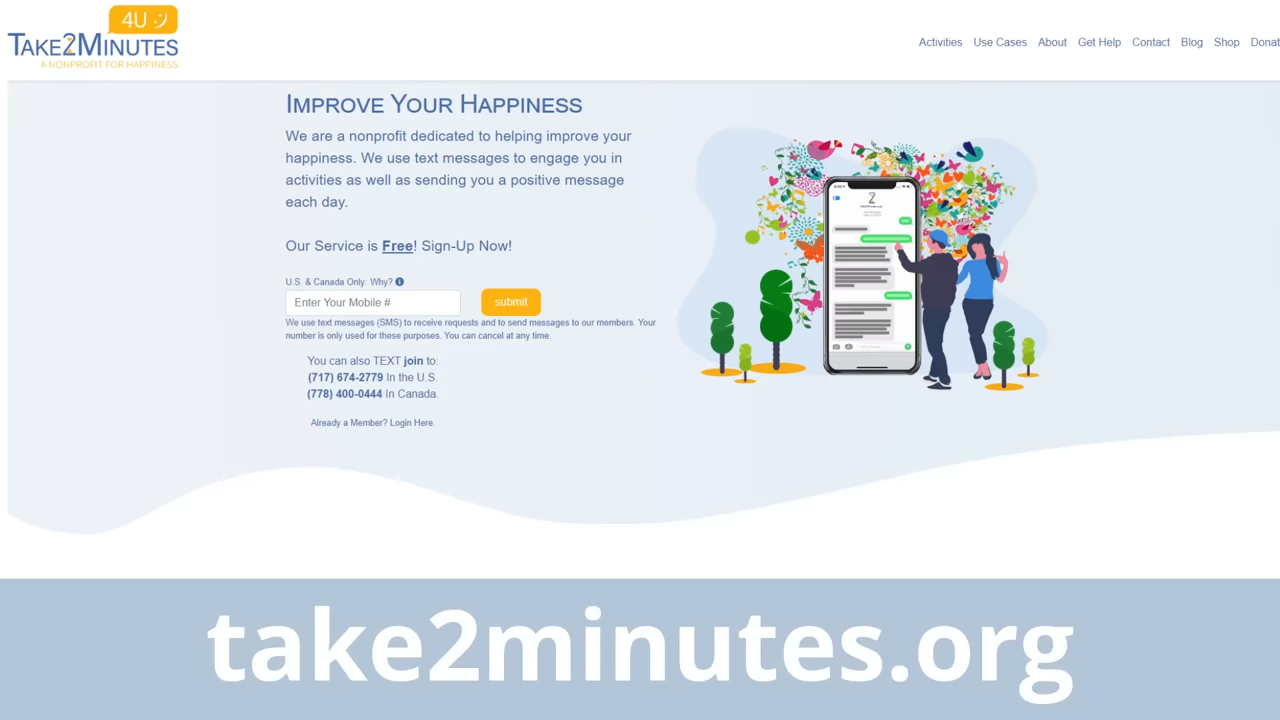 4U
TAKE2MINUTES
A NONPROFIT FOR HAPPINESS
Activities Use Cases About Get Help Contact Blog Shop Donat
IMPROVE YOUR HAPPINESS
We are a nonprofit dedicated to helping improve your
happiness. We use text messages to engage you in
activities as well as sending you a positive message
each day.
Our Service is Free! Sign-Up Now!
U.S. & Canada Only: Why?
Enter Your Mobile #
submit
We use text messages (SMS) to receive requests and to send messages to our members. Your
number is only used for these purposes. You can cancel at any time.
You can also TEXT join to:
(717) 674-2779 In the U.S.
(778) 400-0444 In Canada.
Already a Member? Login Here.
take2minutes.org